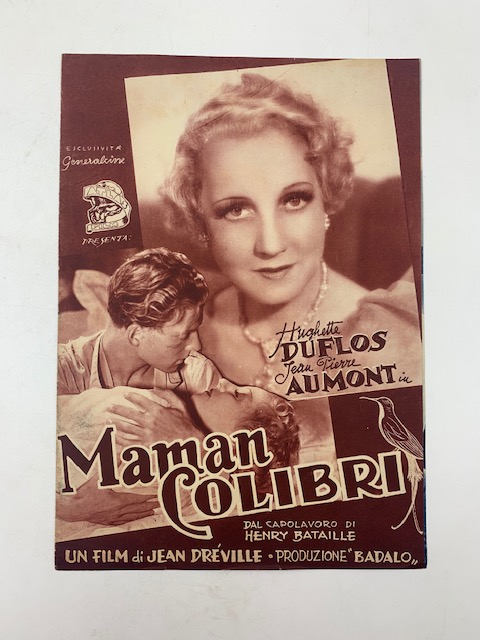 ESCLUSIVITÀ
Generalcine
PRESENTA:
Hughette
DUFLOS
Jean Pierre
AUMONT in
Maman
COLIBRI
DAL CAPOLAVORO DI
HENRY BATAILLE
UN FILM di JEAN DRÉVILLE • PRODUZIONE "BADALO„